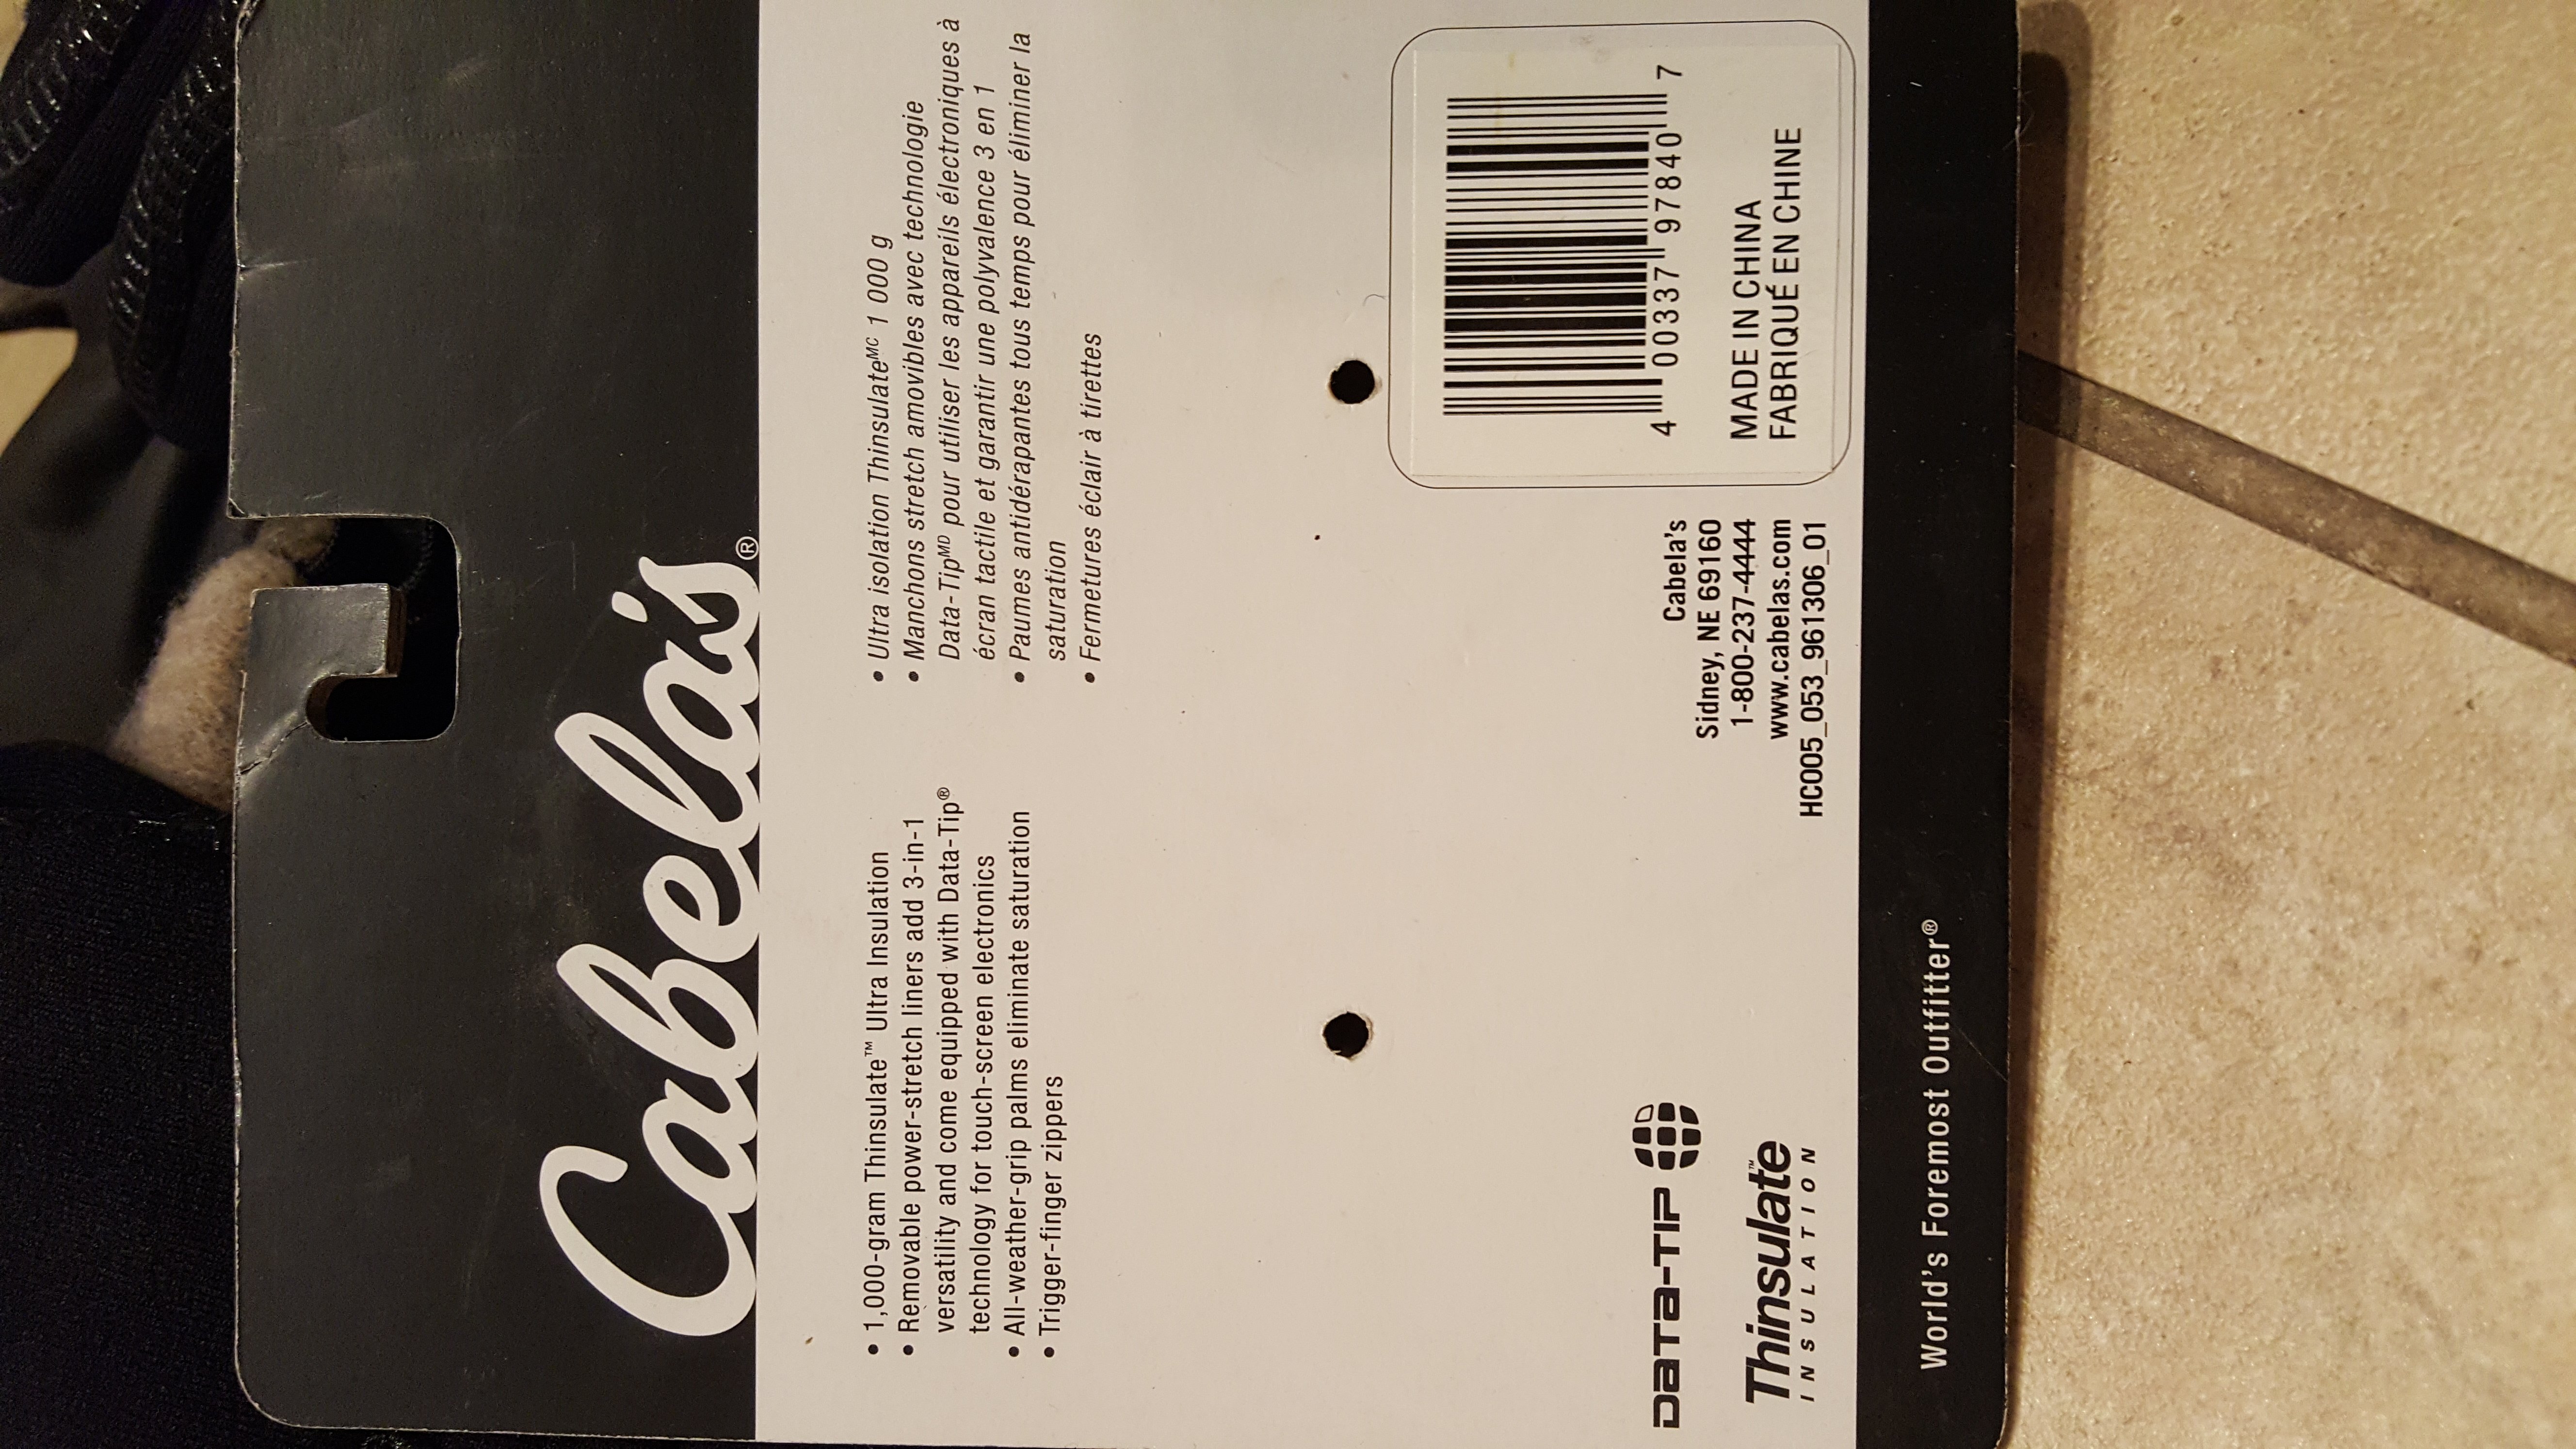 Cabela's®
• 1,000-gram Thinsulate™ Ultra Insulation
• Removable power-stretch liners add 3-in-1
versatility and come equipped with Data-Tip®
technology for touch-screen electronics
• All-weather-grip palms eliminate saturation
• Trigger-finger zippers
• Ultra isolation Thinsulateᴹᶜ 1 000 g
• Manchons stretch amovibles avec technologie
Data-Tipᴹᴰ pour utiliser les appareils électroniques à
écran tactile et garantir une polyvalence 3 en 1
• Paumes antidérapantes tous temps pour éliminer la
saturation
• Fermetures éclair à tirettes
DATA-TIP
Thinsulate™
INSULATION
Cabela's
Sidney, NE 69160
1-800-237-4444
www.cabelas.com
HC005_053_961306_01
4 00337 97840 7
MADE IN CHINA
FABRIQUÉ EN CHINE
World's Foremost Outfitter®